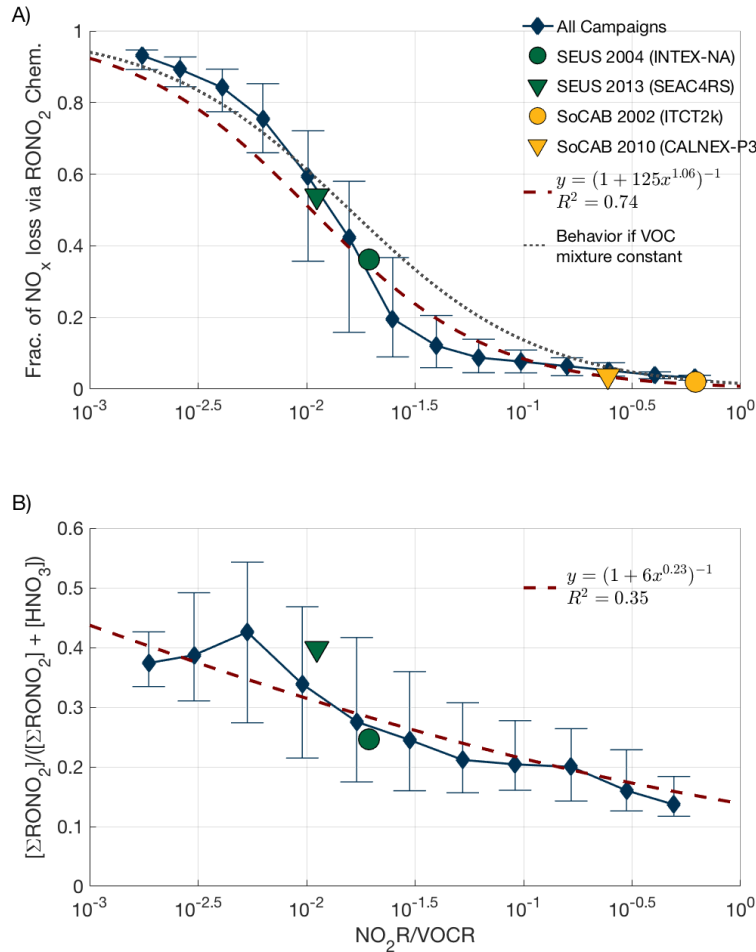 A)
Frac. of NOx loss via RONO2 Chem.
1
0.8
0.6
0.4
0.2
0
10^-3
10^-2.5
10^-2
10^-1.5
10^-1
10^-0.5
10^0
All Campaigns
SEUS 2004 (INTEX-NA)
SEUS 2013 (SEAC4RS)
SoCAB 2002 (ITCT2k)
SoCAB 2010 (CALNEX-P3
y = (1 + 125x^1.06)^-1
R^2 = 0.74
Behavior if VOC
mixture constant
B)
[ΣRONO2]/([ΣRONO2] + [HNO3])
0.6
0.5
0.4
0.3
0.2
0.1
0
10^-3
10^-2.5
10^-2
10^-1.5
10^-1
10^-0.5
10^0
y = (1 + 6x^0.23)^-1
R^2 = 0.35
NO2R/VOCR